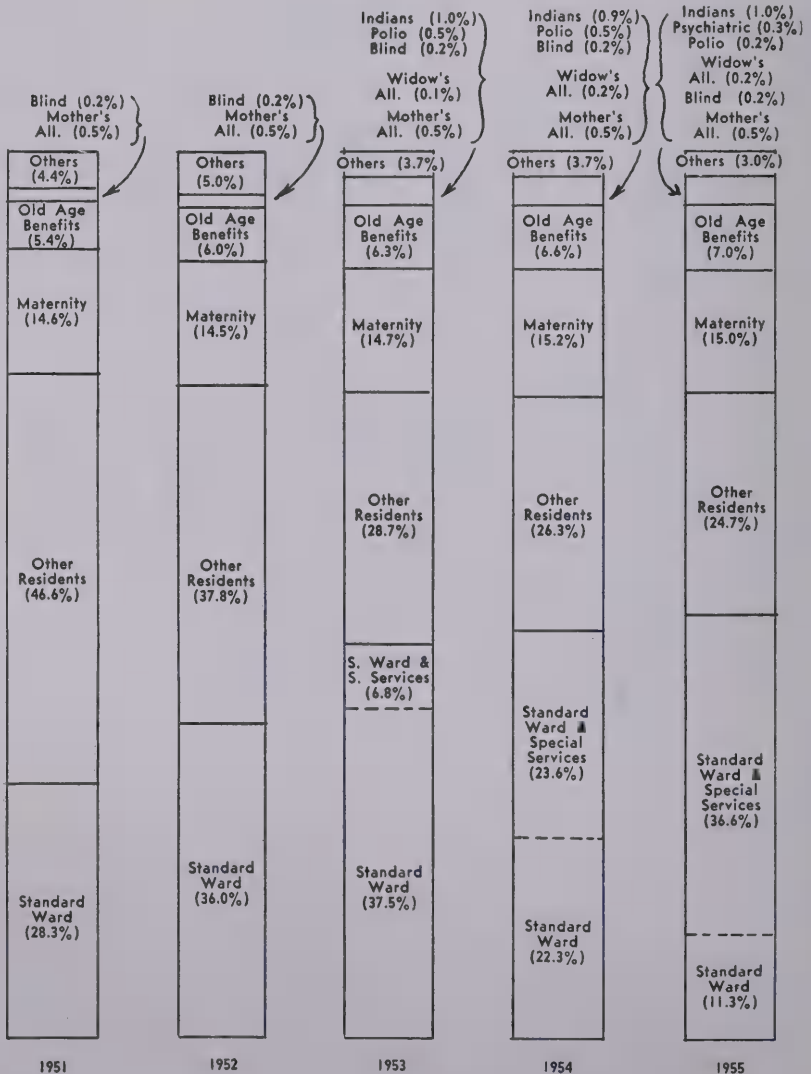 Blind (0.2%)
Mother's
All. (0.5%)
Others
(4.4%)
Old Age
Benefits
(5.4%)
Maternity
(14.6%)
Other
Residents
(46.6%)
Standard
Ward
(28.3%)
1951
Blind (0.2%)
Mother's
All. (0.5%)
Others
(5.0%)
Old Age
Benefits
(6.0%)
Maternity
(14.5%)
Other
Residents
(37.8%)
Standard
Ward
(36.0%)
1952
Indians (1.0%)
Polio (0.5%)
Blind (0.2%)
Widow's
All. (0.1%)
Mother's
All. (0.5%)
Others (3.7%)
Old Age
Benefits
(6.3%)
Maternity
(14.7%)
Other
Residents
(28.7%)
S. Ward &
S. Services
(6.8%)
Standard
Ward
(37.5%)
1953
Indians (0.9%)
Polio (0.5%)
Blind (0.2%)
Widow's
All. (0.2%)
Mother's
All. (0.5%)
Others (3.7%)
Old Age
Benefits
(6.6%)
Maternity
(15.2%)
Other
Residents
(26.3%)
Standard
Ward &
Special
Services
(23.6%)
Standard
Ward
(22.3%)
1954
Indians (1.0%)
Psychiatric (0.3%)
Polio (0.2%)
Widow's
All. (0.2%)
Blind (0.2%)
Mother's
All. (0.5%)
Others (3.0%)
Old Age
Benefits
(7.0%)
Maternity
(15.0%)
Other
Residents
(24.7%)
Standard
Ward &
Special
Services
(36.6%)
Standard
Ward
(11.3%)
1955